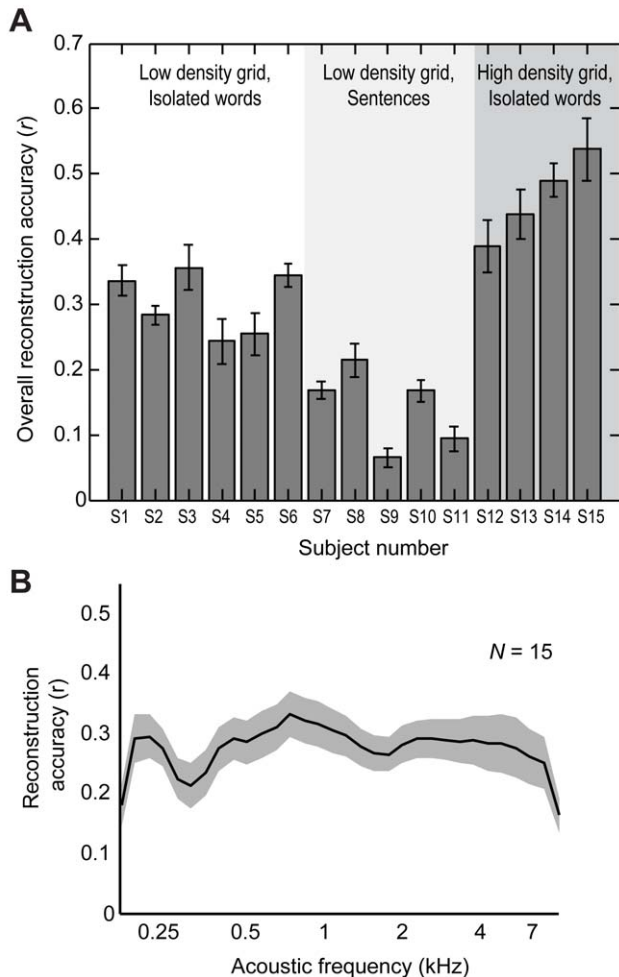 A
0.7
0.6
0.5
0.4
0.3
0.2
0.1
0
Overall reconstruction accuracy (r)
Low density grid,
Isolated words
Low density grid,
Sentences
High density grid,
Isolated words
S1 S2 S3 S4 S5 S6 S7 S8 S9 S10 S11 S12 S13 S14 S15
Subject number
B
0.5
0.4
0.3
0.2
0.1
0
Reconstruction
accuracy (r)
N = 15
0.25 0.5 1 2 4 7
Acoustic frequency (kHz)